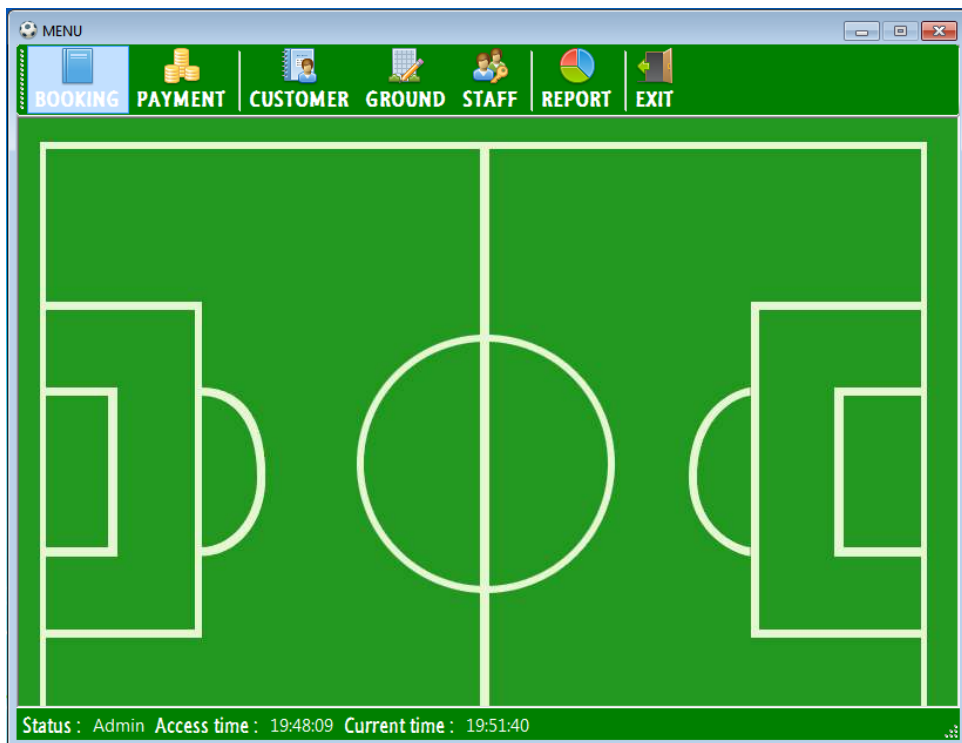 MENU
BOOKING PAYMENT CUSTOMER GROUND STAFF REPORT EXIT
Status : Admin Access time : 19:48:09 Current time : 19:51:40